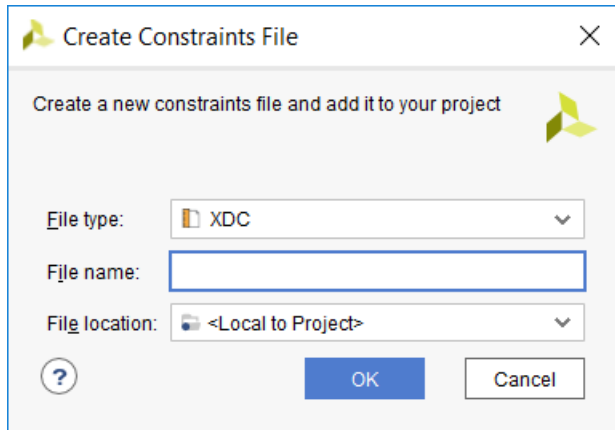 Create Constraints File
Create a new constraints file and add it to your project
File type: XDC
File name:
File location: <Local to Project>
? OK Cancel